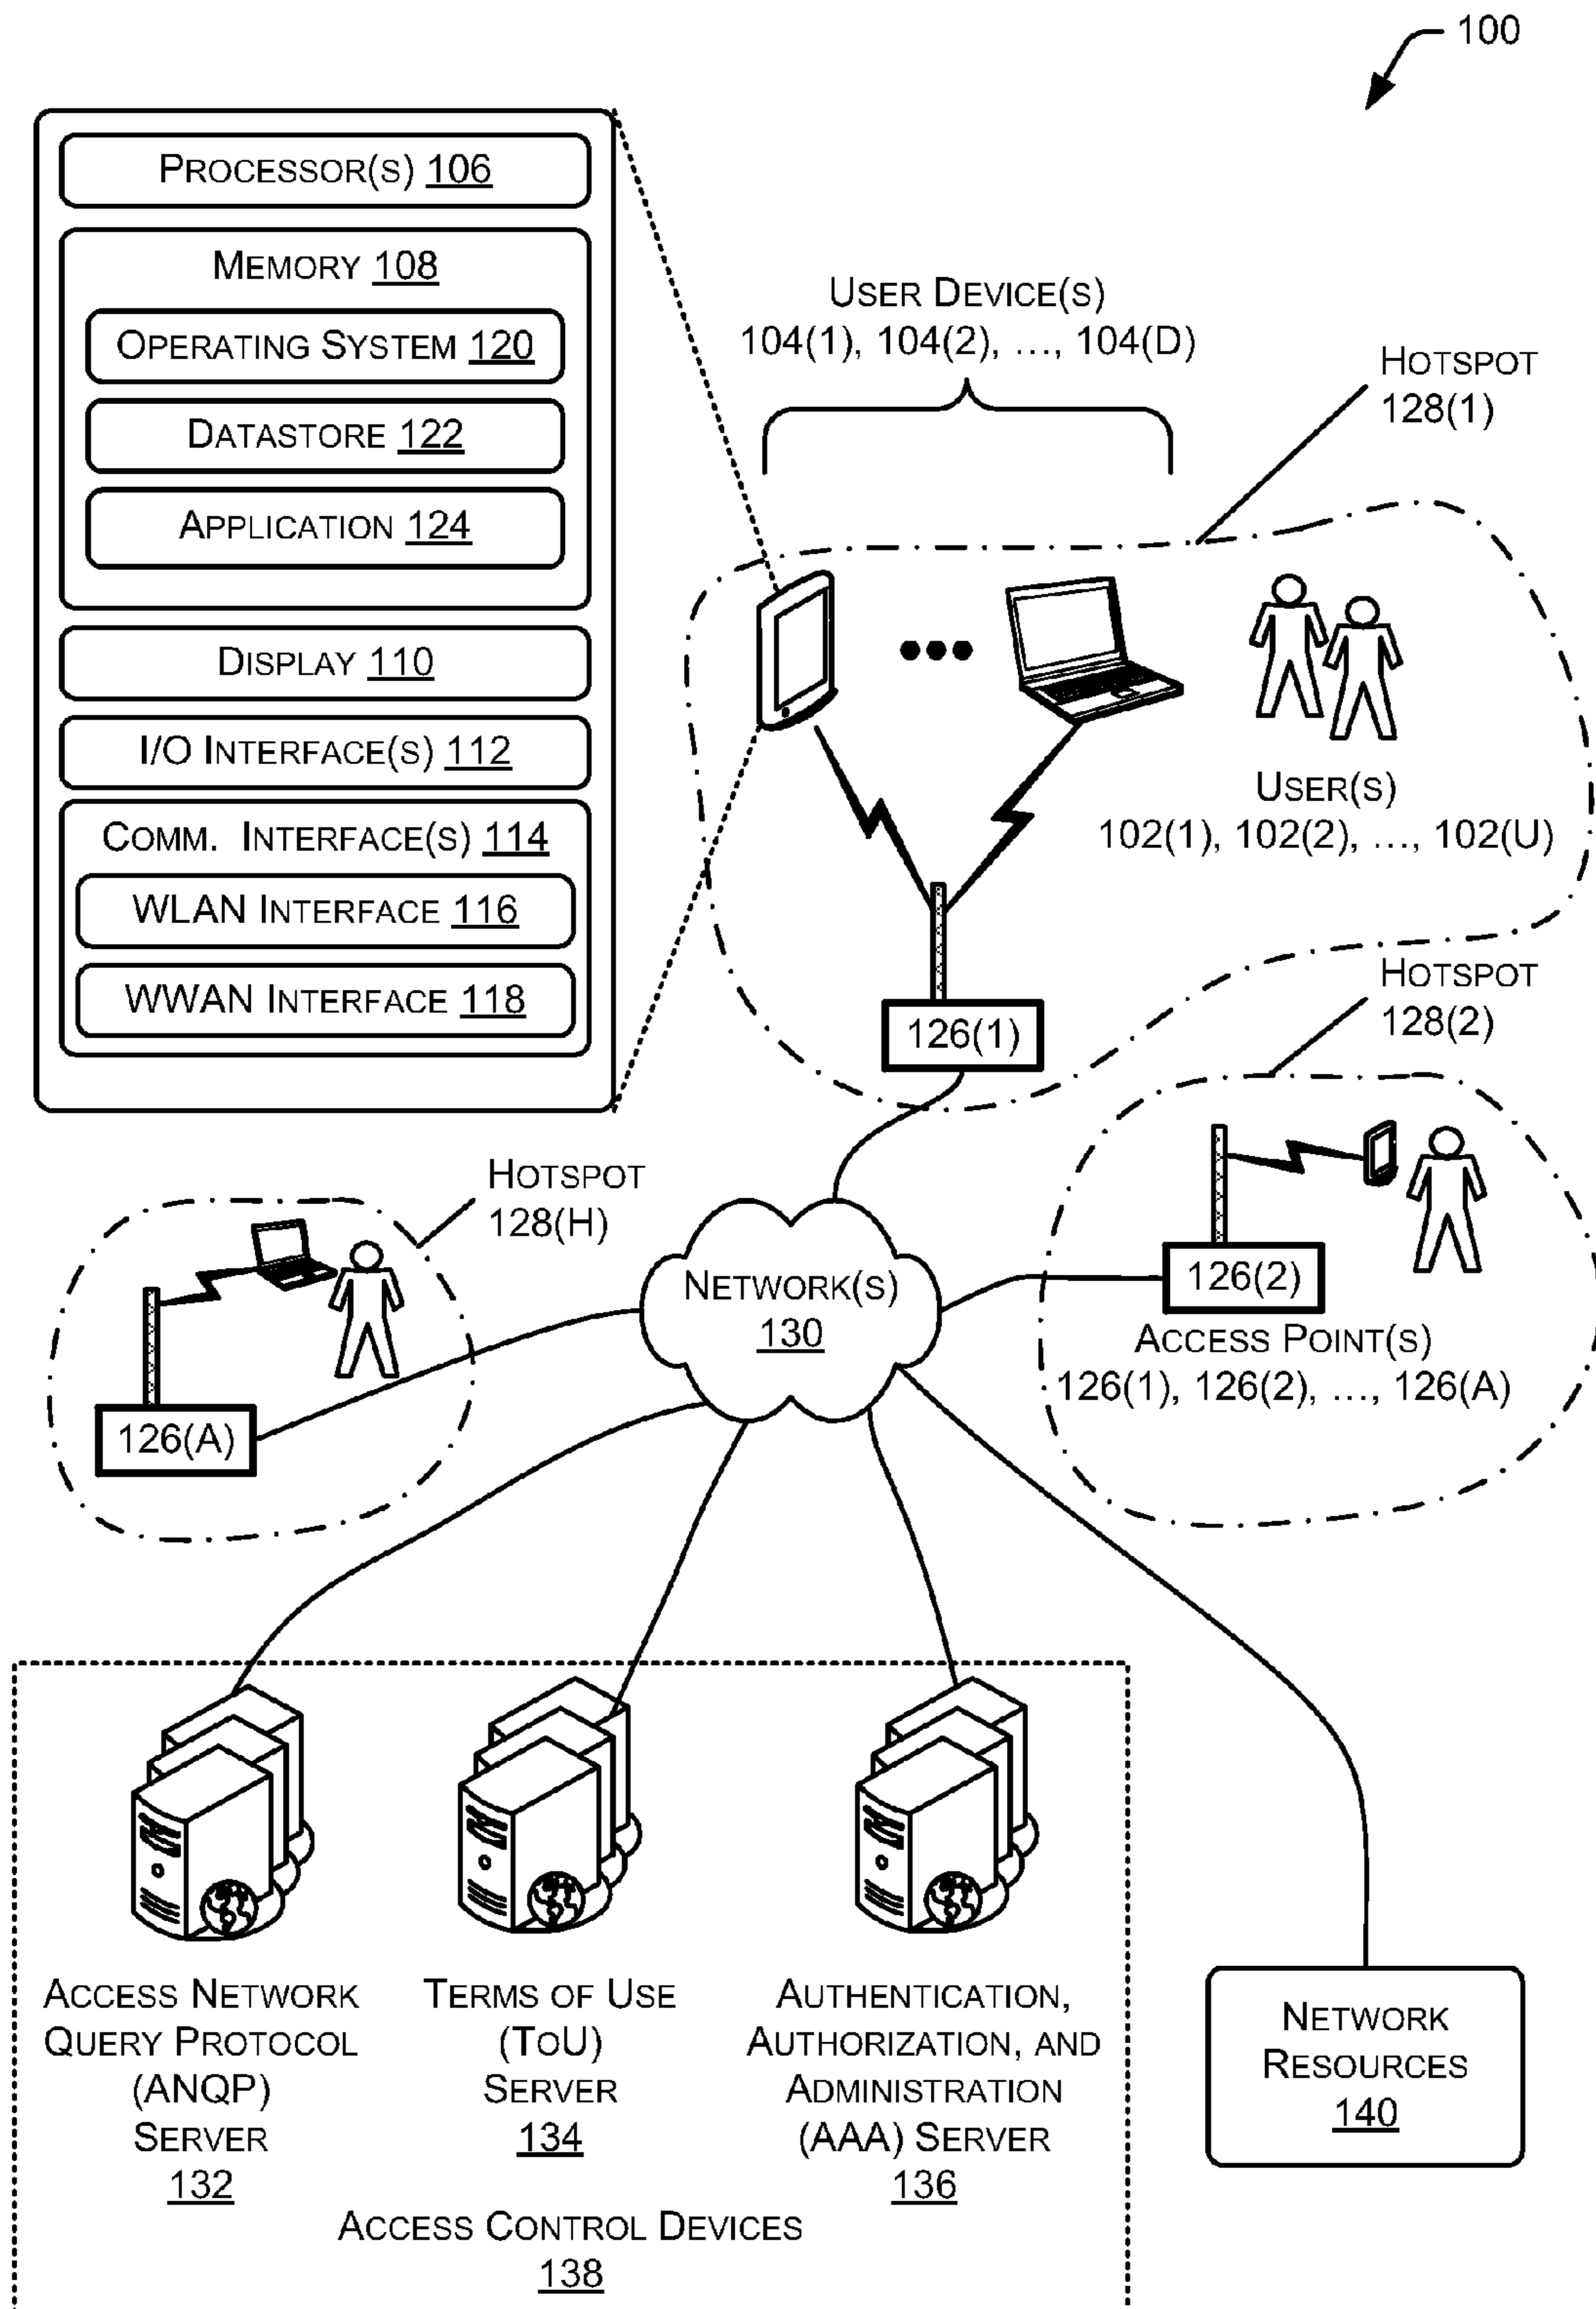 100
PROCESSOR(S) 106
MEMORY 108
OPERATING SYSTEM 120
DATASTORE 122
APPLICATION 124
DISPLAY 110
I/O INTERFACE(S) 112
COMM. INTERFACE(S) 114
WLAN INTERFACE 116
WWAN INTERFACE 118
USER DEVICE(S)
104(1), 104(2), ..., 104(D)
HOTSPOT
128(1)
USER(S)
102(1), 102(2), ..., 102(U)
126(1)
HOTSPOT
128(2)
126(2)
ACCESS POINT(S)
126(1), 126(2), ..., 126(A)
HOTSPOT
128(H)
126(A)
NETWORK(S)
130
ACCESS NETWORK
QUERY PROTOCOL
(ANQP)
SERVER
132
TERMS OF USE
(TOU)
SERVER
134
AUTHENTICATION,
AUTHORIZATION, AND
ADMINISTRATION
(AAA) SERVER
136
ACCESS CONTROL DEVICES
138
NETWORK
RESOURCES
140